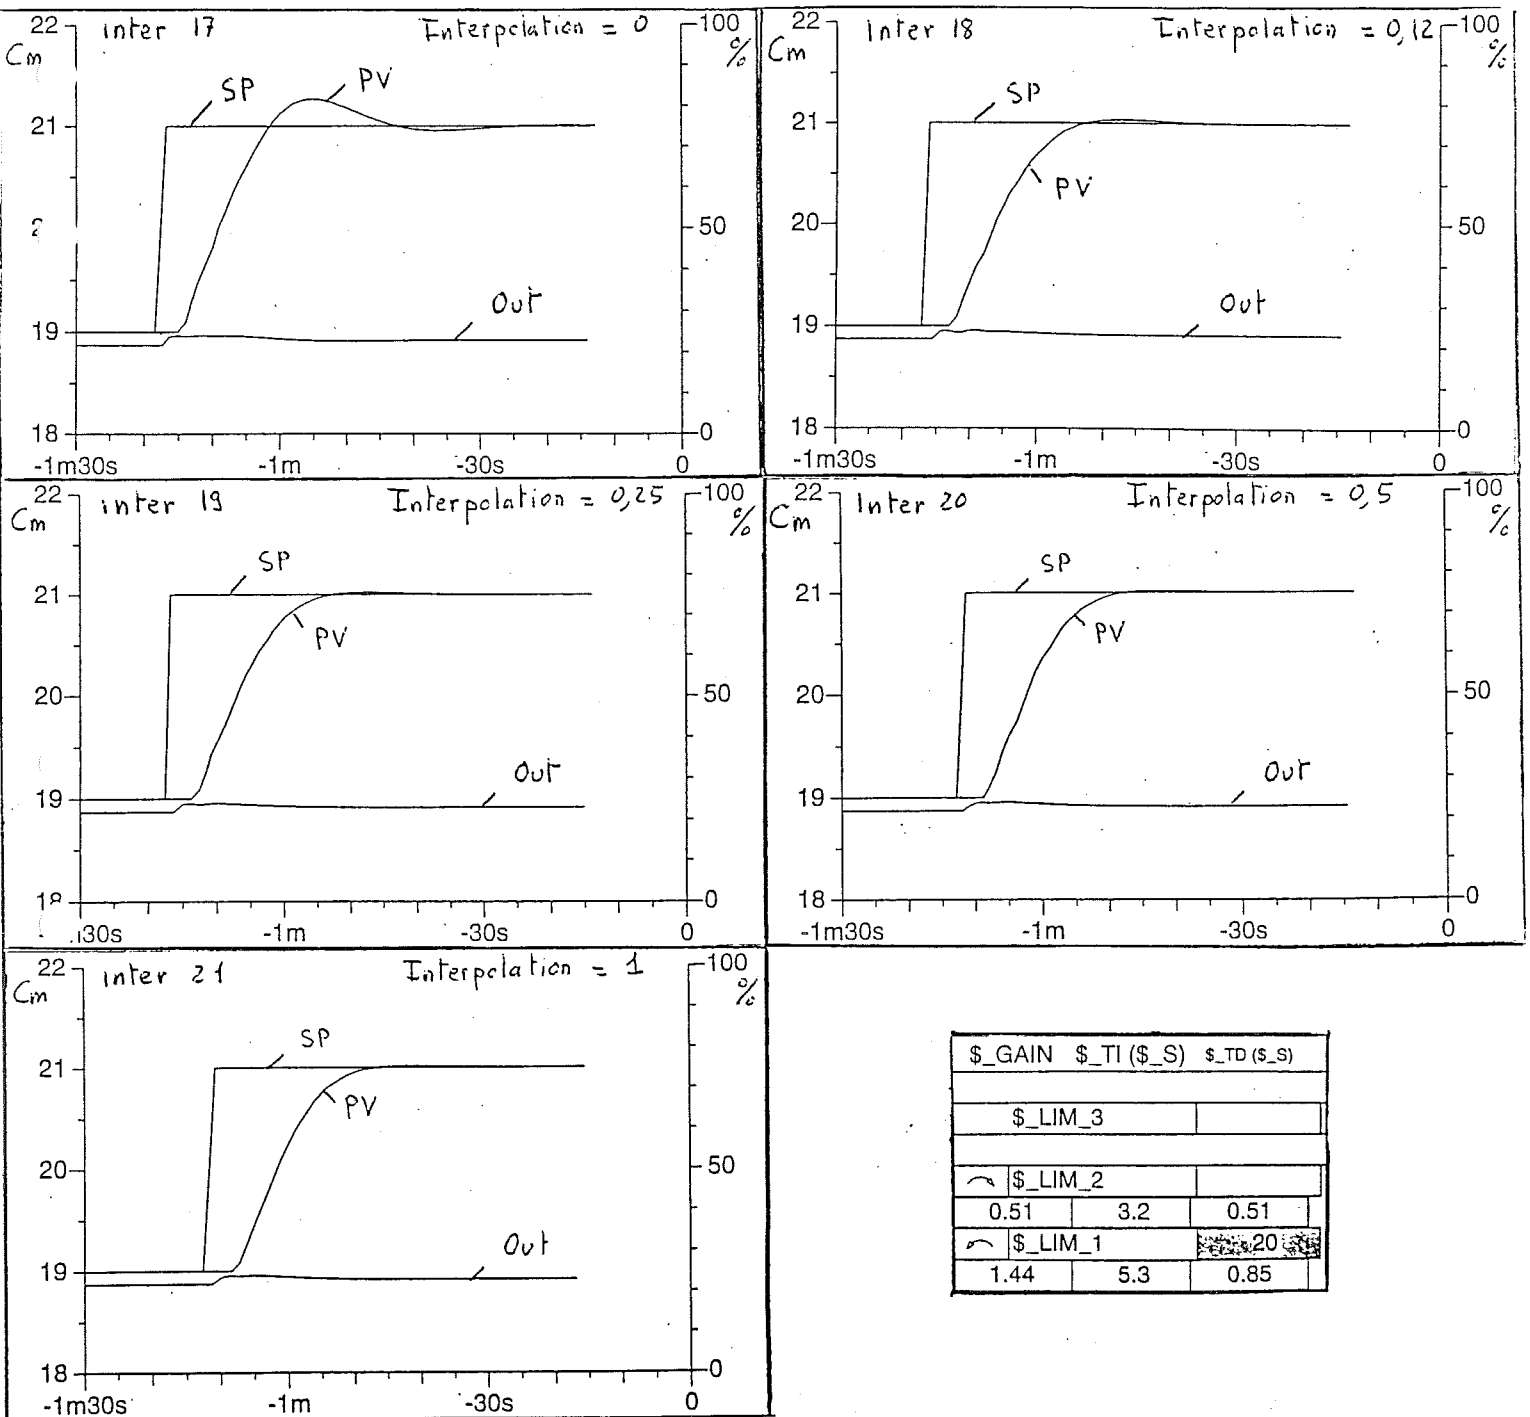 inter 17 Interpolation = 0
22 100
Cm %
SP PV
21
2 50
Out
19
18 0
-1m30s -1m -30s 0
inter 18 Interpolation = 0,12
22 100
Cm %
SP
21
PV
20 50
Out
19
18 0
-1m30s -1m -30s 0
inter 19 Interpolation = 0,25
22 100
Cm %
SP
21
PV
20 50
Out
19
18 0
.130s -1m -30s 0
Inter 20 Interpolation = 0,5
22 100
Cm %
SP
21
PV
20 50
Out
19
18 0
-1m30s -1m -30s 0
inter 21 Interpolation = 1
22 100
Cm %
SP
21
PV
20 50
Out
19
18 0
-1m30s -1m -30s 0
$_GAIN $_TI ($_S) $_TD ($_S)
$_LIM_3
$_LIM_2
0.51 3.2 0.51
$_LIM_1 20
1.44 5.3 0.85